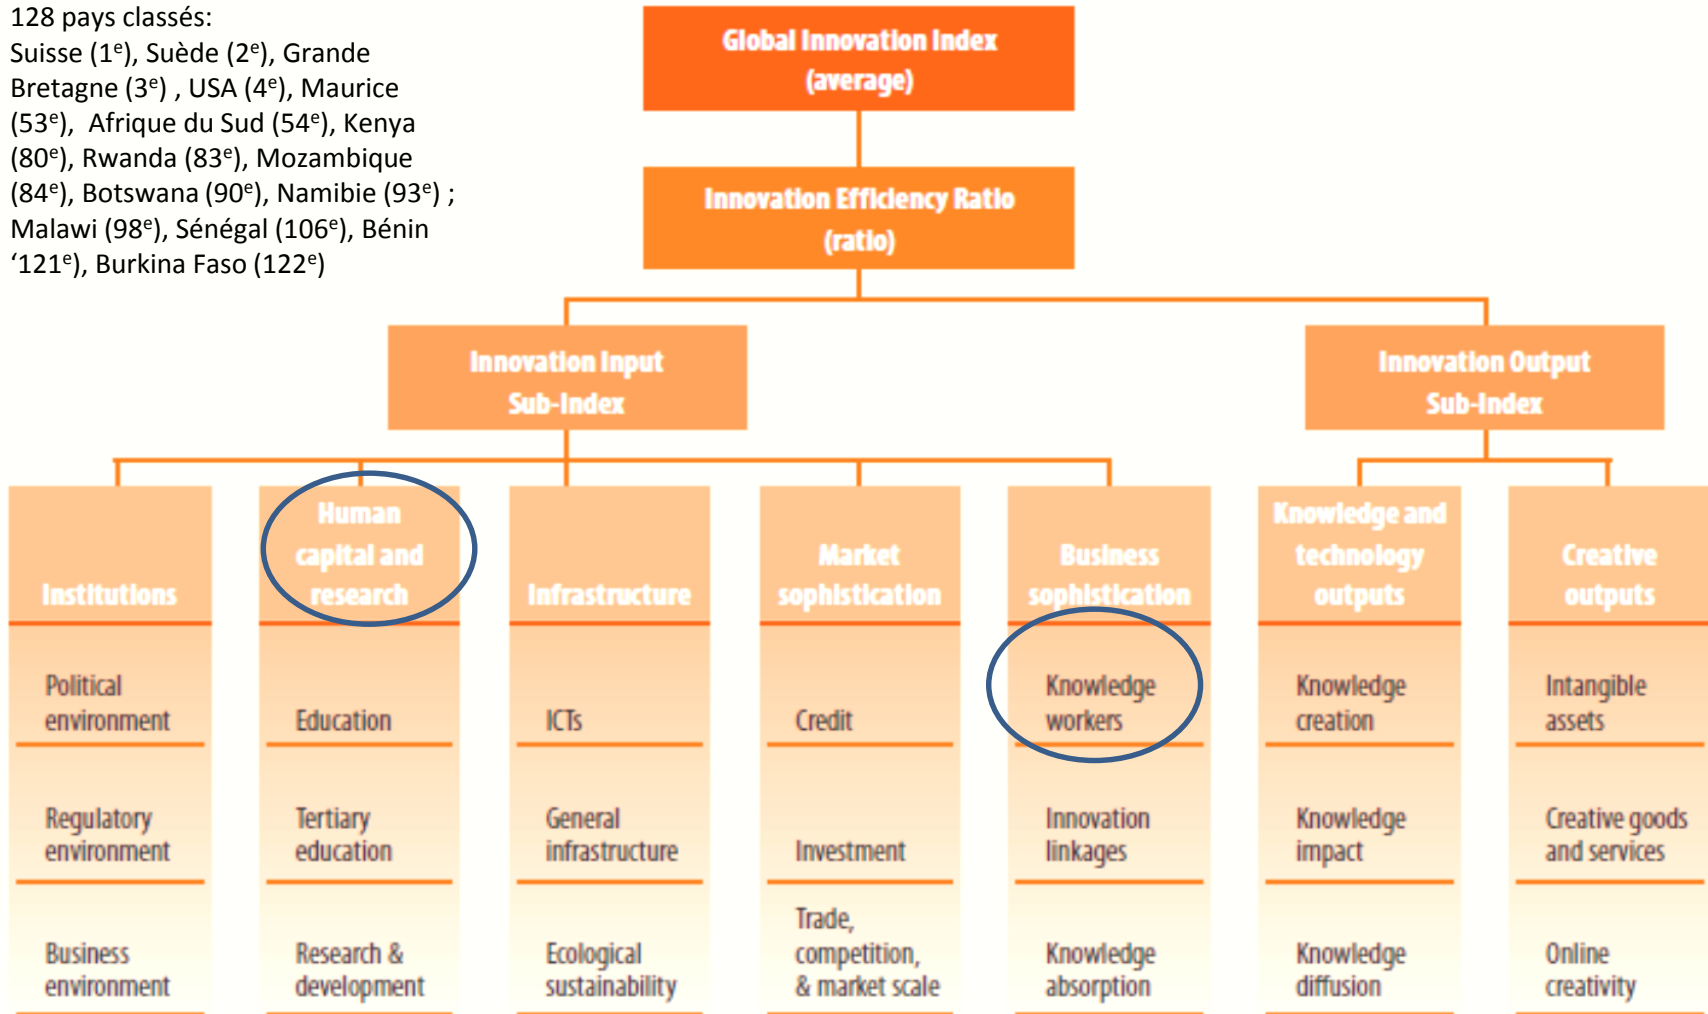 128 pays classés:
Suisse (1e), Suède (2e), Grande
Bretagne (3e) , USA (4e), Maurice
(53e), Afrique du Sud (54e), Kenya
(80e), Rwanda (83e), Mozambique
(84e), Botswana (90e), Namibie (93e) ;
Malawi (98e), Sénégal (106e), Bénin
‘121e), Burkina Faso (122e)
Global Innovation Index
(average)
Innovation Efficiency Ratio
(ratio)
Innovation Input
Sub-Index
Innovation Output
Sub-Index
Institutions
Political
environment
Regulatory
environment
Business
environment
Human
capital and
research
Education
Tertiary
education
Research &
development
Infrastructure
ICTs
General
infrastructure
Ecological
sustainability
Market
sophistication
Credit
Investment
Trade,
competition,
& market scale
Business
sophistication
Knowledge
workers
Innovation
linkages
Knowledge
absorption
Knowledge and
technology
outputs
Knowledge
creation
Knowledge
impact
Knowledge
diffusion
Creative
outputs
Intangible
assets
Creative goods
and services
Online
creativity